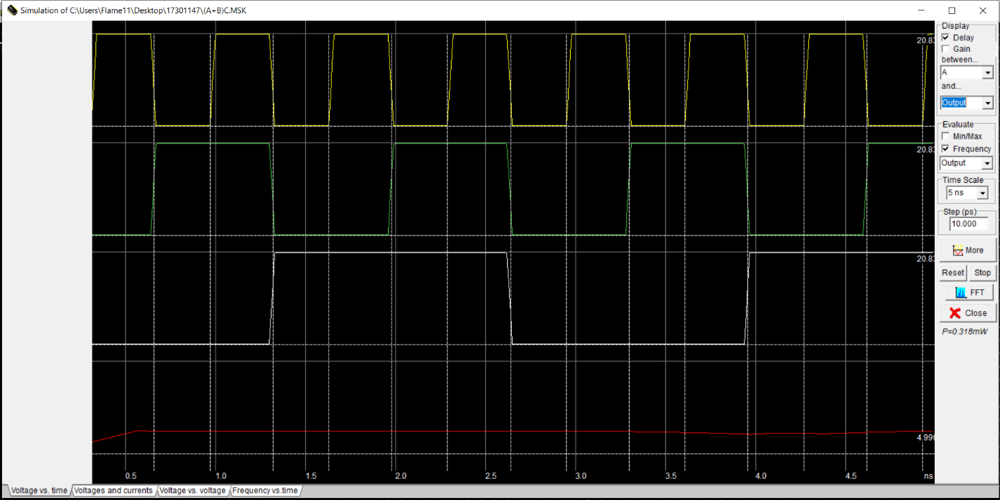 Simulation of C:\Users\Flame11\Desktop\17301147\(A+B)C.MSK
Display
Delay
Gain
between...
A
and...
Output
Evaluate
Min/Max
Frequency
Output
Time Scale
5 ns
Step (ps)
10.000
More
Reset Stop
FFT
Close
P=0.318mW
20.83
20.83
20.83
4.996
0.5 1.0 1.5 2.0 2.5 3.0 3.5 4.0 4.5 ns
Voltage vs. time Voltages and currents Voltage vs. voltage Frequency vs.time